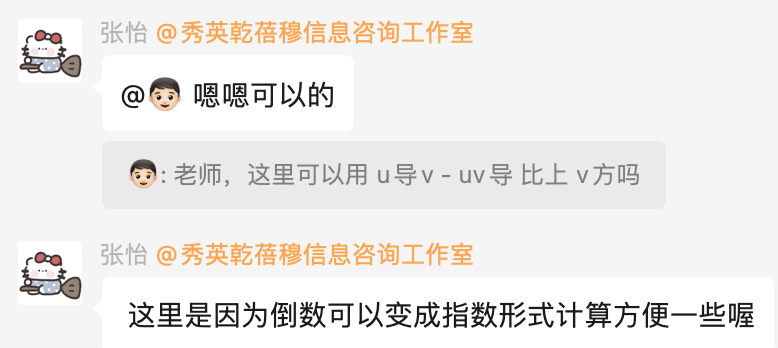 张怡 @秀英乾蓓穆信息咨询工作室
@👦🏻 嗯嗯可以的
👦🏻: 老师，这里可以用 u导v - uv导 比上 v方吗
张怡 @秀英乾蓓穆信息咨询工作室
这里是因为倒数可以变成指数形式计算方便一些喔